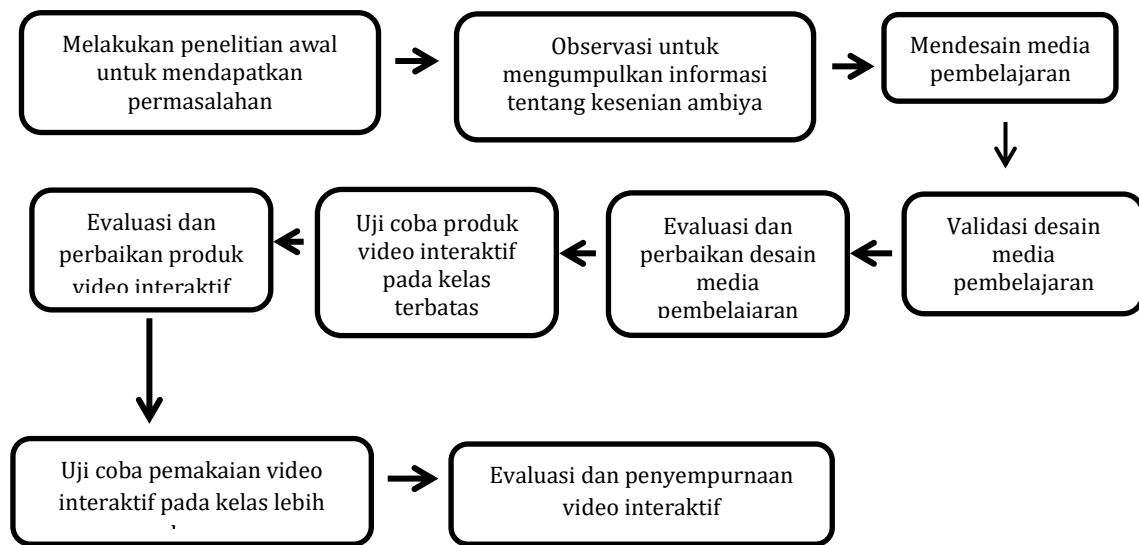 Melakukan penelitian awal
untuk mendapatkan
permasalahan
Observasi untuk
mengumpulkan informasi
tentang kesenian ambiya
Mendesain media
pembelajaran
Validasi desain
media
pembelajaran
Evaluasi dan
perbaikan desain
media
pembelajaran
Uji coba produk
video interaktif
pada kelas
terbatas
Evaluasi dan
perbaikan produk
video interaktif
Uji coba pemakaian video
interaktif pada kelas lebih
Evaluasi dan penyempurnaan
video interaktif